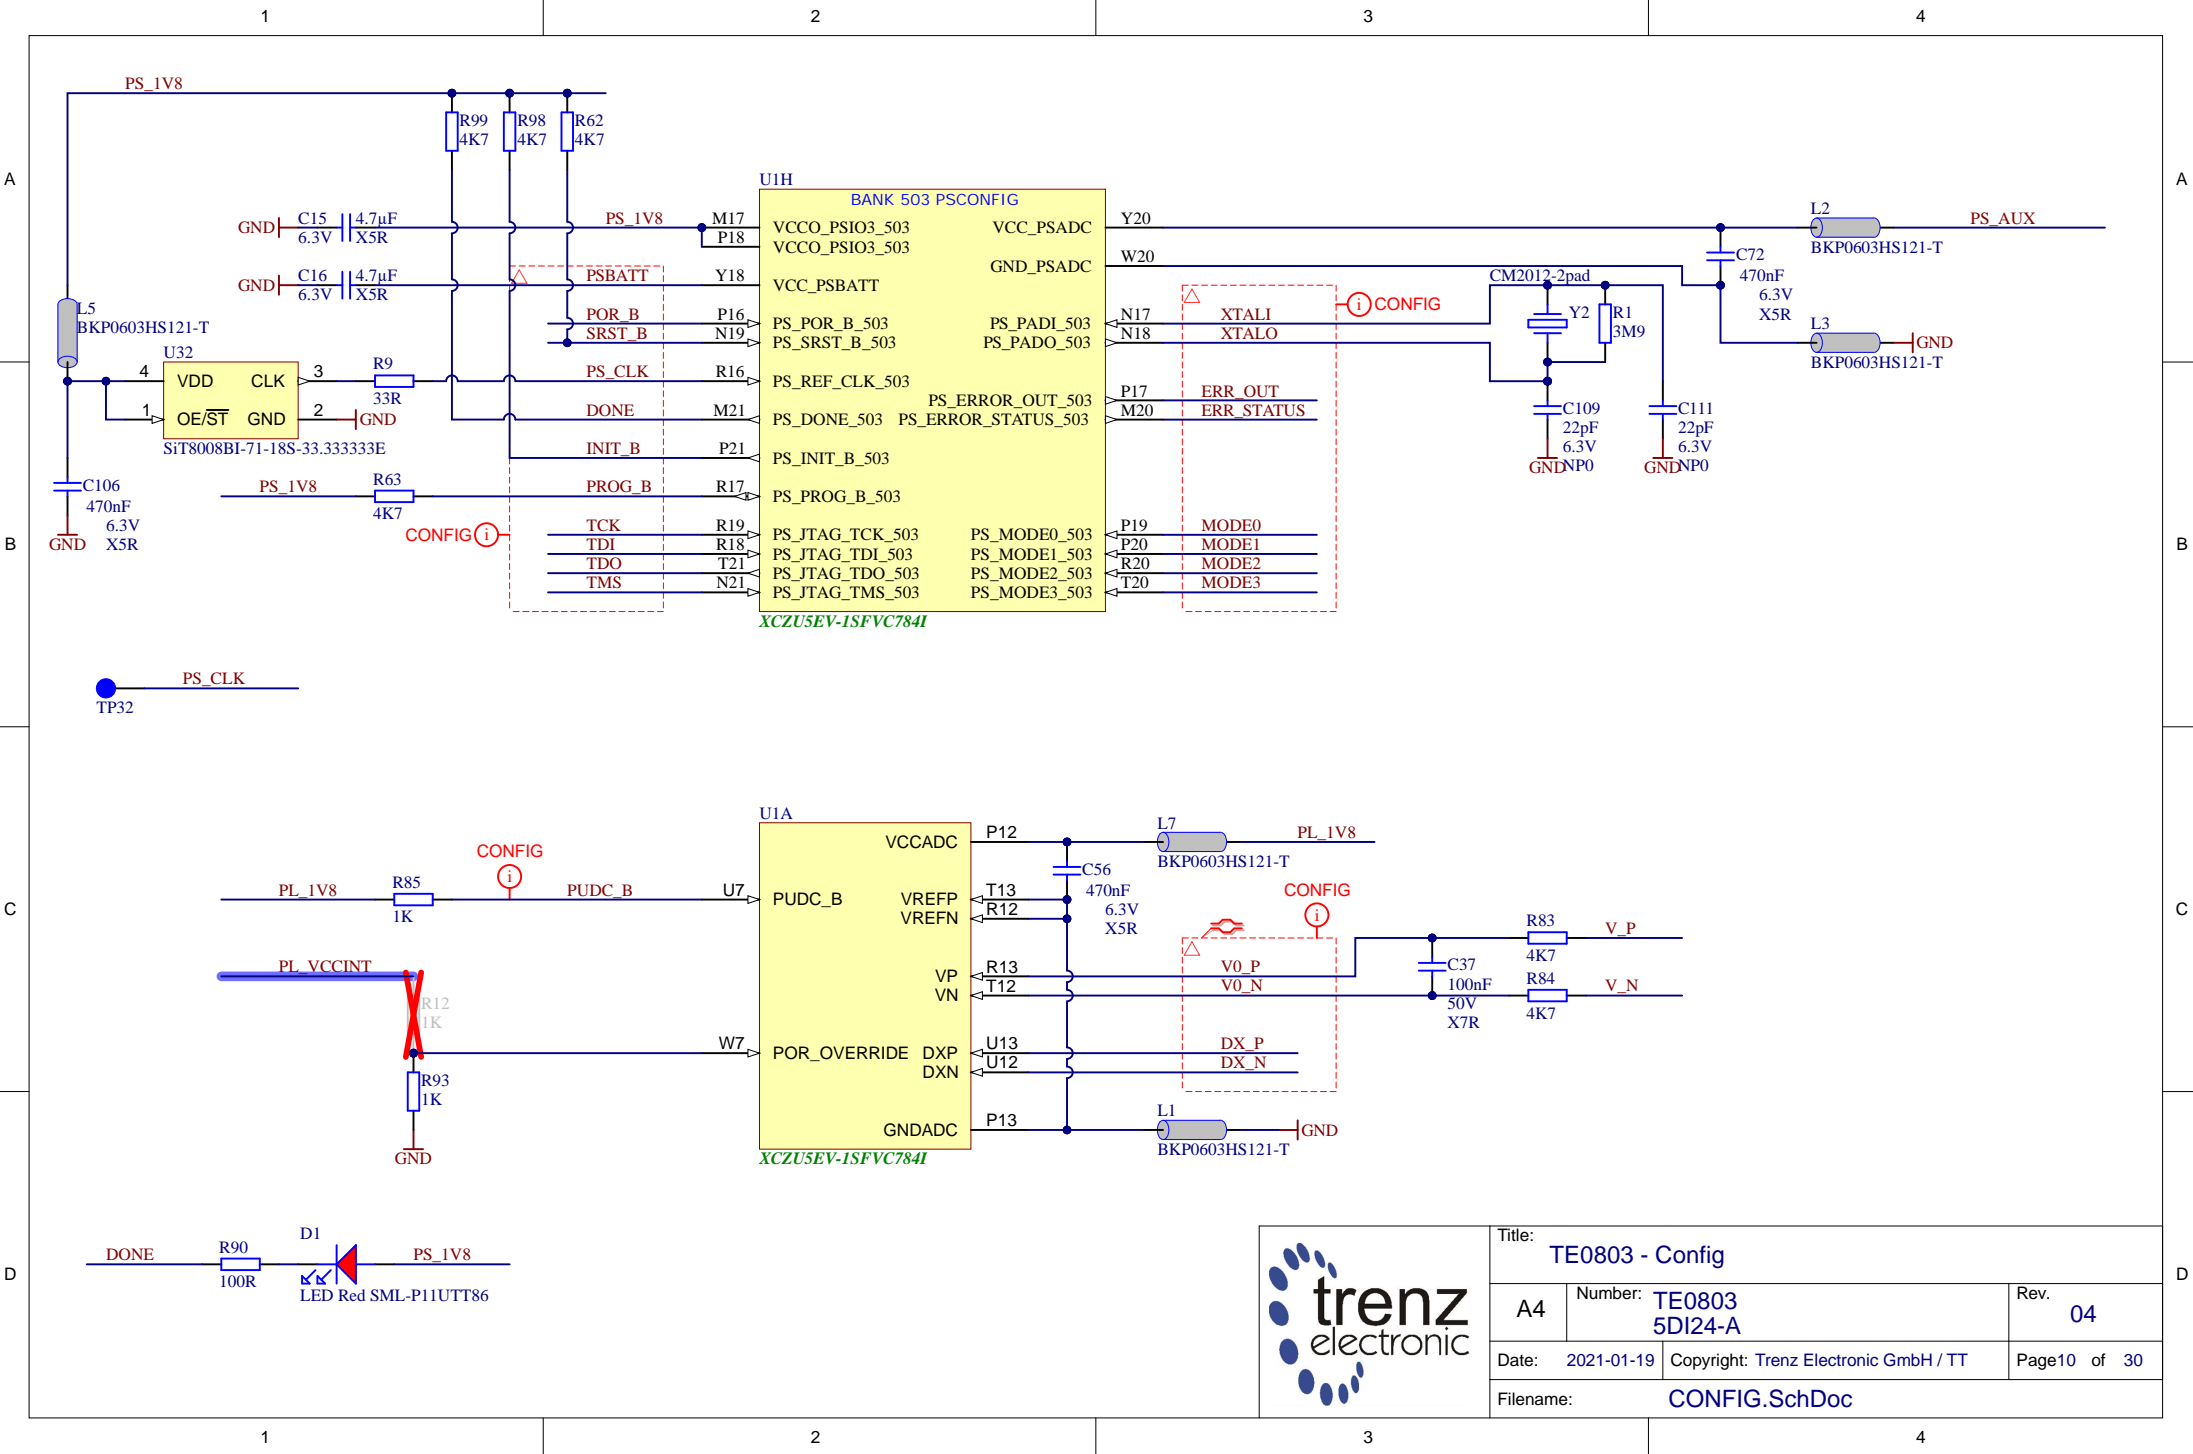 1 2 3 4
A A
B B
C C
D D
PS_1V8
R99
4K7
R98
4K7
R62
4K7
C15
6.3V
4.7µF
X5R
GND
PS_1V8
C16
6.3V
4.7µF
X5R
GND
PSBATT
POR_B
SRST_B
L5
BKP0603HS121-T
U32
4 VDD CLK 3
1 OE/ST GND 2
SiT8008BI-71-18S-33.333333E
R9
33R
GND
PS_CLK
DONE
INIT_B
C106
470nF
6.3V
X5R
GND
PS_1V8
R63
4K7
PROG_B
CONFIG i
TCK
TDI
TDO
TMS
U1H
BANK 503 PSCONFIG
M17 VCCO_PSIO3_503
P18 VCCO_PSIO3_503
Y18 VCC_PSBATT
P16 PS_POR_B_503
N19 PS_SRST_B_503
R16 PS_REF_CLK_503
M21 PS_DONE_503
P21 PS_INIT_B_503
R17 PS_PROG_B_503
R19 PS_JTAG_TCK_503
R18 PS_JTAG_TDI_503
T21 PS_JTAG_TDO_503
N21 PS_JTAG_TMS_503
VCC_PSADC Y20
GND_PSADC W20
PS_PADI_503 N17
PS_PADO_503 N18
PS_ERROR_OUT_503 P17
PS_ERROR_STATUS_503 M20
PS_MODE0_503 P19
PS_MODE1_503 P20
PS_MODE2_503 R20
PS_MODE3_503 T20
XCZU5EV-1SFVC784I
XTALI
XTALO
ERR_OUT
ERR_STATUS
MODE0
MODE1
MODE2
MODE3
i CONFIG
CM2012-2pad
Y2
R1
3M9
C109
22pF
6.3V
NP0
GND
C111
22pF
6.3V
NP0
GND
L2
BKP0603HS121-T
PS_AUX
C72
470nF
6.3V
X5R
L3
BKP0603HS121-T
GND
PS_CLK
TP32
U1A
PL_1V8
R85
1K
CONFIG
i
PUDC_B
PL_VCCINT
R12
1K
R93
1K
GND
U7 PUDC_B
W7 POR_OVERRIDE
VCCADC P12
VREFP T13
VREFN R12
VP R13
VN T12
DXP U13
DXN U12
GNDADC P13
XCZU5EV-1SFVC784I
L7
BKP0603HS121-T
PL_1V8
C56
470nF
6.3V
X5R
CONFIG
i
V0_P
V0_N
DX_P
DX_N
C37
100nF
50V
X7R
R83
4K7
V_P
R84
4K7
V_N
L1
BKP0603HS121-T
GND
DONE
R90
100R
D1
PS_1V8
LED Red SML-P11UTT86
trenz
electronic
Title:
TE0803 - Config
A4
Number: TE0803
5DI24-A
Rev.
04
Date: 2021-01-19
Copyright: Trenz Electronic GmbH / TT
Page10 of 30
Filename: CONFIG.SchDoc
1 2 3 4